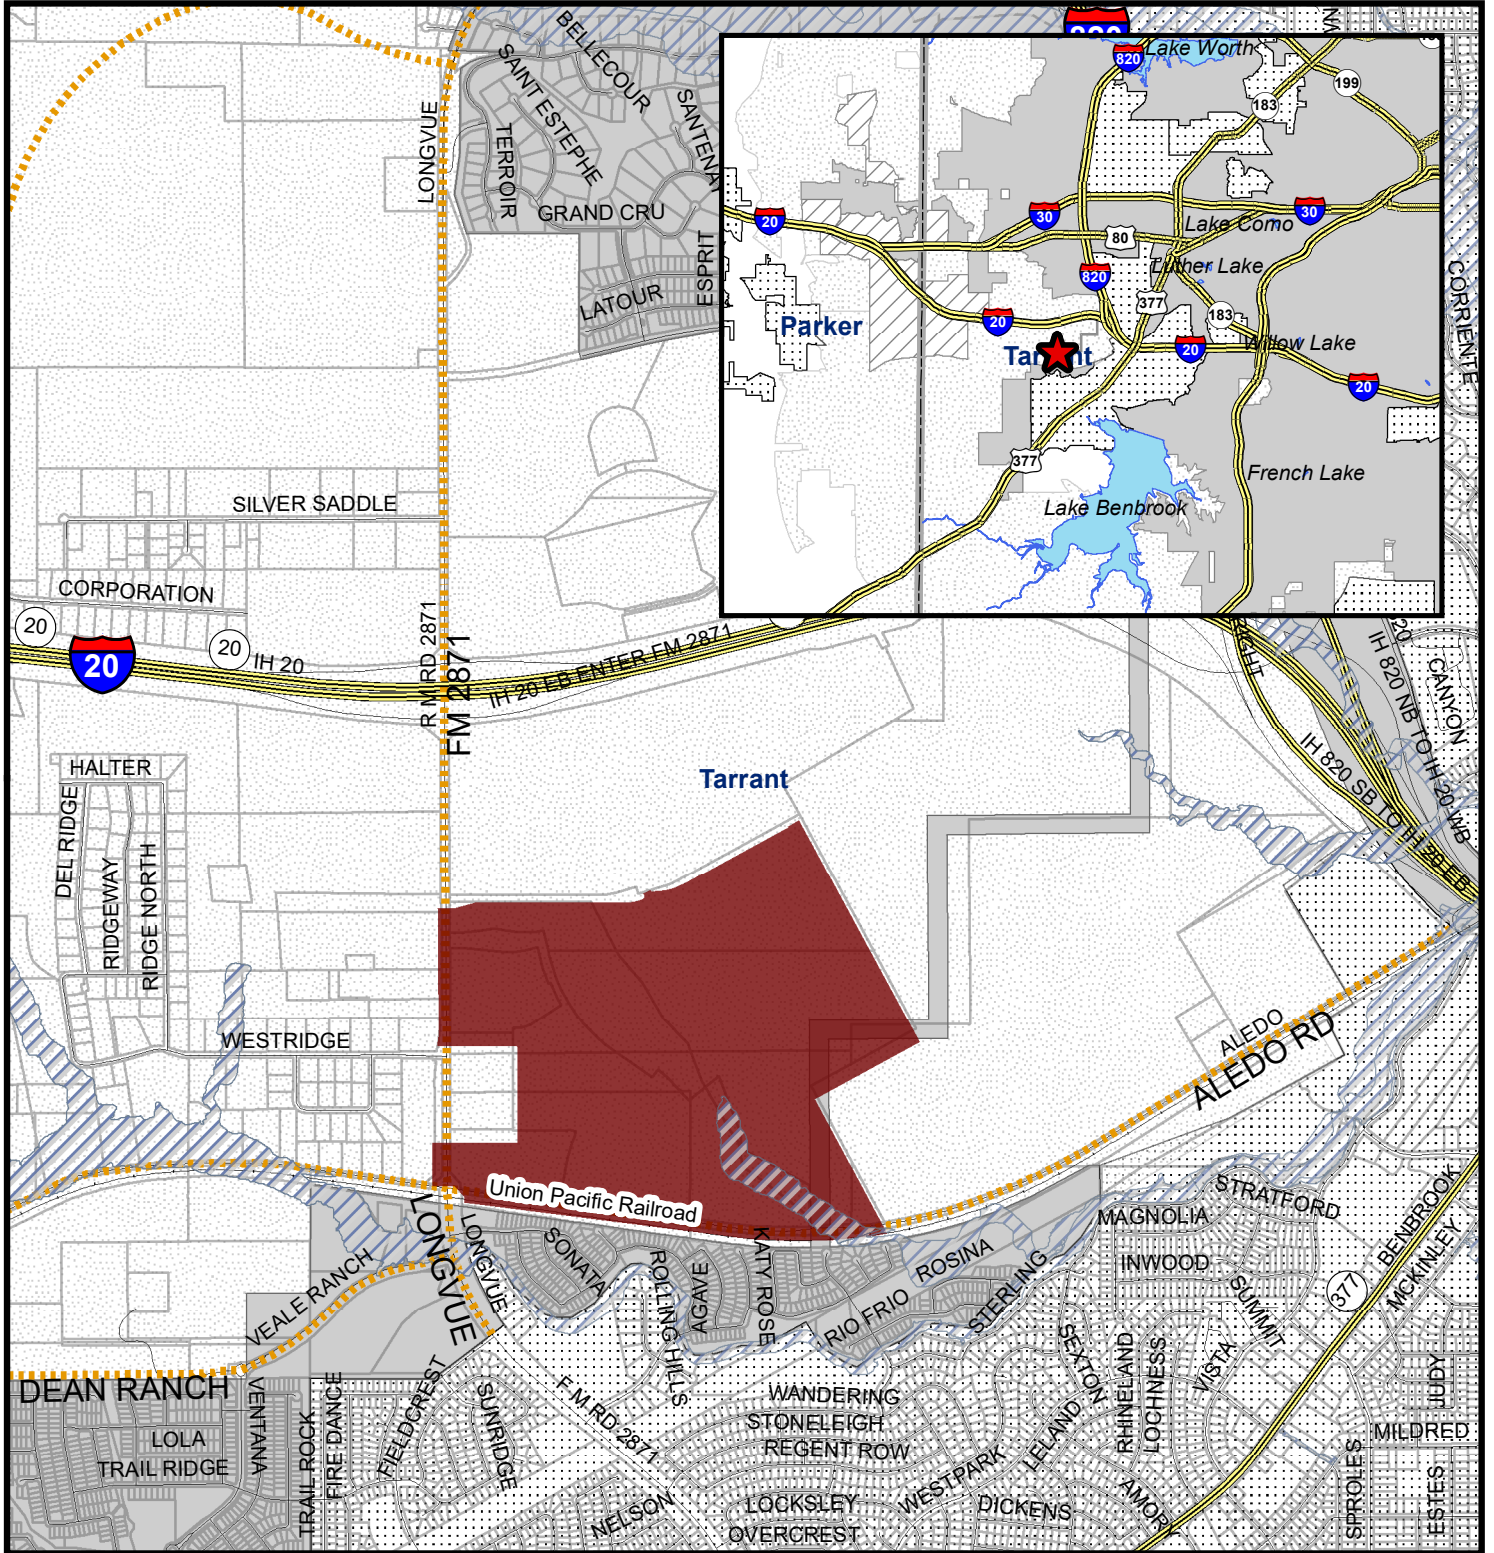 BELLECOUR
SAINT ESTEPHE
SANTENAY
TERROIR
LONGVUE
GRAND CRU
ESPRIT
LATOUR
SILVER SADDLE
CORPORATION
20
20
IH 20
20
R M RD 2871
FM 2871
IH 20 EB ENTER FM 2871
820
Lake Worth
820
199
183
20
30
30
Lake Como
80
820
Luther Lake
377
183
Parker
20
Tarrant
20
Willow Lake
20
377
French Lake
Lake Benbrook
CORRIENTE
IH 820 NB TO IH 20 WB
CANYON
IH 820 SB TO IH 20 EB
Tarrant
HALTER
DEL RIDGE
RIDGEWAY
RIDGE NORTH
WESTRIDGE
ALEDO
ALEDO RD
Union Pacific Railroad
LONGVUE
LONGVUE
SONATA
ROLLING HILLS
AGAVE
KATY ROSE
RIO FRIO
ROSINA
STERLING
MAGNOLIA
STRATFORD
INWOOD
SUMMIT
BENBROOK
MCKINLEY
377
VEALE RANCH
DEAN RANCH
VENTANA
LOLA
TRAIL RIDGE
TRAIL ROCK
FIRE DANCE
FIELDCREST
SUNRIDGE
F M RD 2871
WANDERING
STONELEIGH
REGENT ROW
SEXTON
RHINELAND
LOCHNESS
VISTA
LELAND
WESTPARK
NELSON
LOCKSLEY
OVERCREST
DICKENS
AMORY
JUDY
MILDRED
SPROLES
ESTES